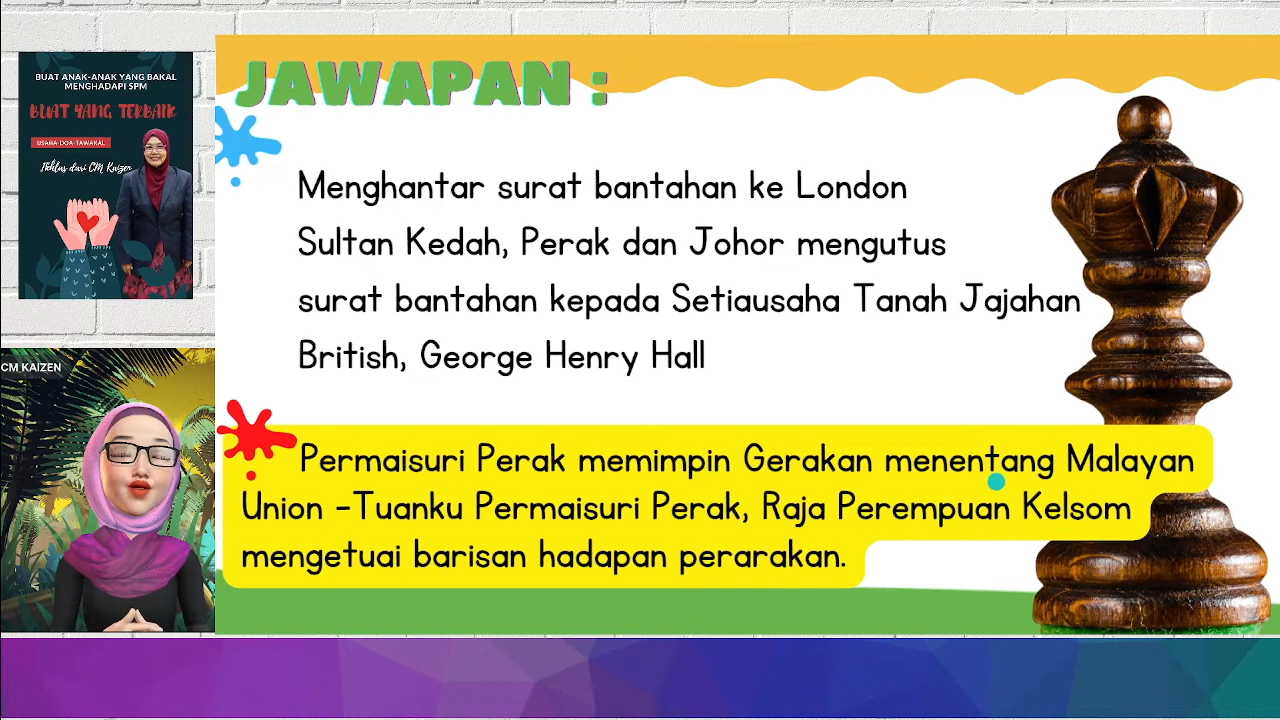 BUAT ANAK-ANAK YANG BAKAL
MENGHADAPI SPM
BUAT YANG TERBAIK
USAHA-DOA-TAWAKAL
Ikhlas dari CM Kaizen
CM KAIZEN
JAWAPAN :
Menghantar surat bantahan ke London
Sultan Kedah, Perak dan Johor mengutus
surat bantahan kepada Setiausaha Tanah Jajahan
British, George Henry Hall
Permaisuri Perak memimpin Gerakan menentang Malayan
Union -Tuanku Permaisuri Perak, Raja Perempuan Kelsom
mengetuai barisan hadapan perarakan.